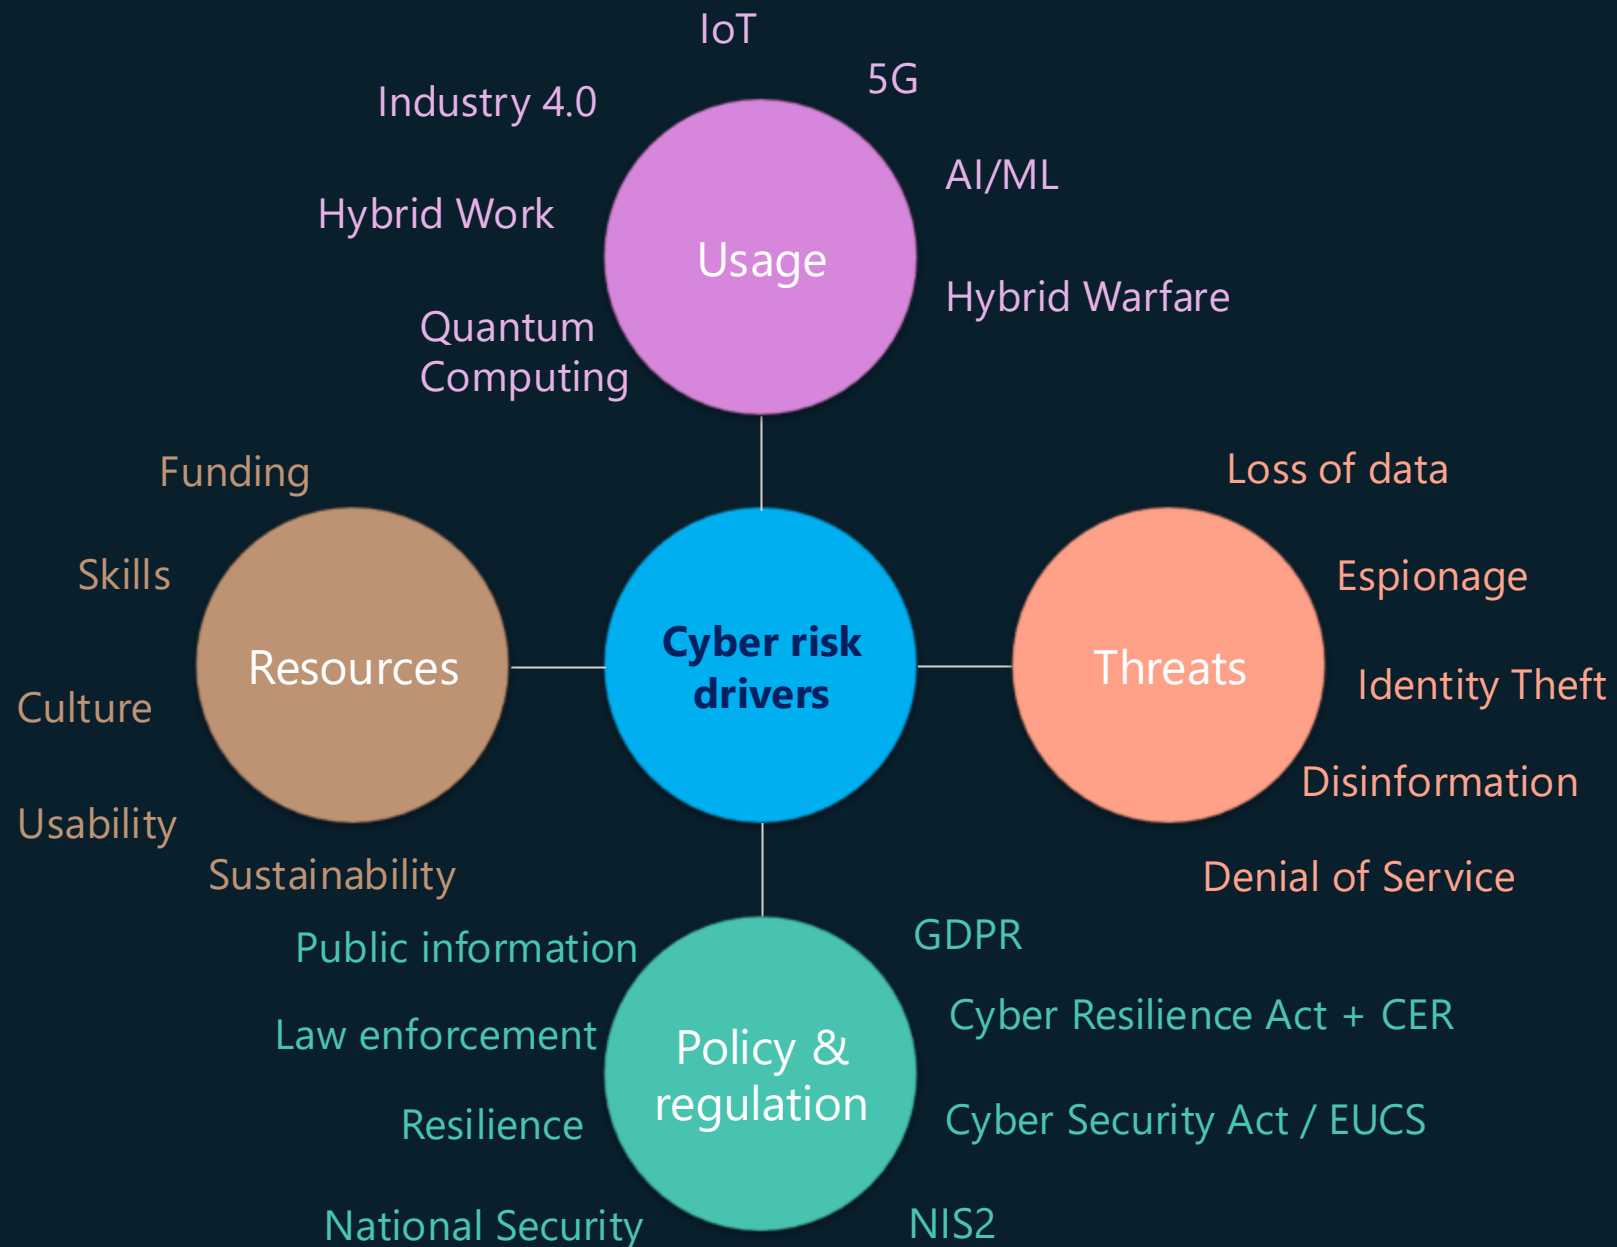 IoT
5G
Industry 4.0
AI/ML
Hybrid Work
Usage
Hybrid Warfare
Quantum
Computing
Funding
Skills
Resources
Culture
Usability
Sustainability
Cyber risk
drivers
Loss of data
Espionage
Threats
Identity Theft
Disinformation
Denial of Service
Public information
GDPR
Law enforcement
Cyber Resilience Act + CER
Policy &
regulation
Resilience
Cyber Security Act / EUCS
National Security
NIS2